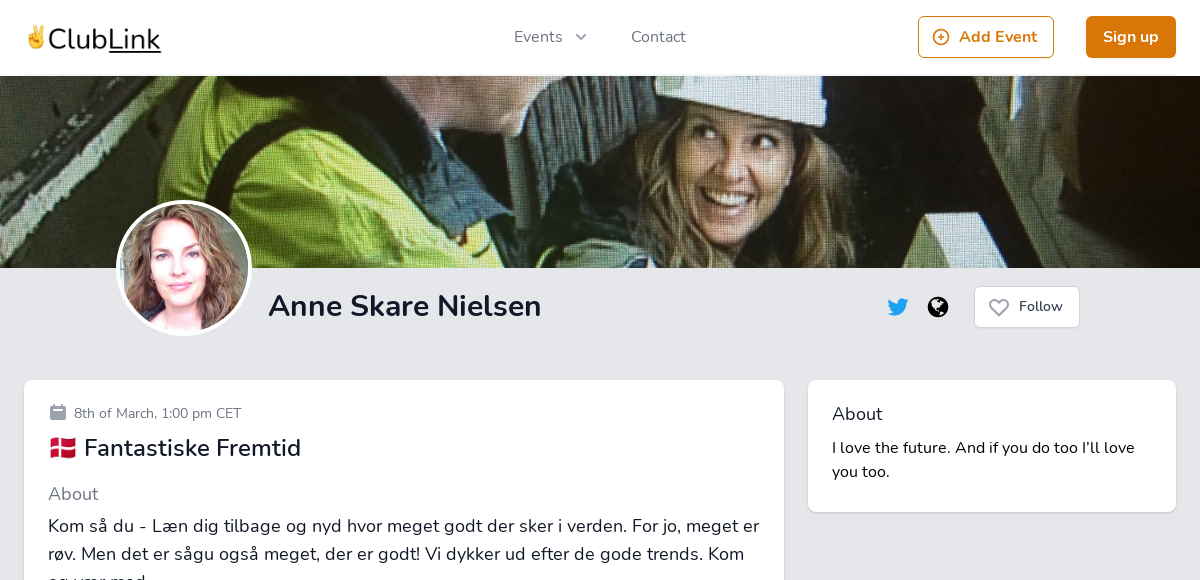 ClubLink
Events
Contact
Add Event
Sign up
Anne Skare Nielsen
Follow
8th of March, 1:00 pm CET
🇩🇰 Fantastiske Fremtid
About
Kom så du - Læn dig tilbage og nyd hvor meget godt der sker i verden. For jo, meget er
røv. Men det er sågu også meget, der er godt! Vi dykker ud efter de gode trends. Kom
About
I love the future. And if you do too I’ll love
you too.